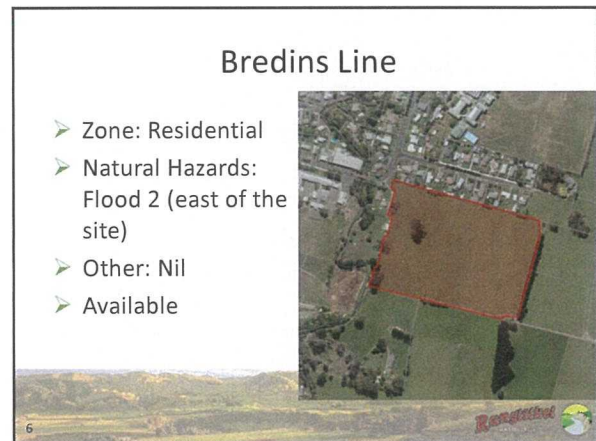 Bredins Line
Zone: Residential
Natural Hazards:
Flood 2 (east of the
site)
Other: Nil
Available
6
Rangitikei